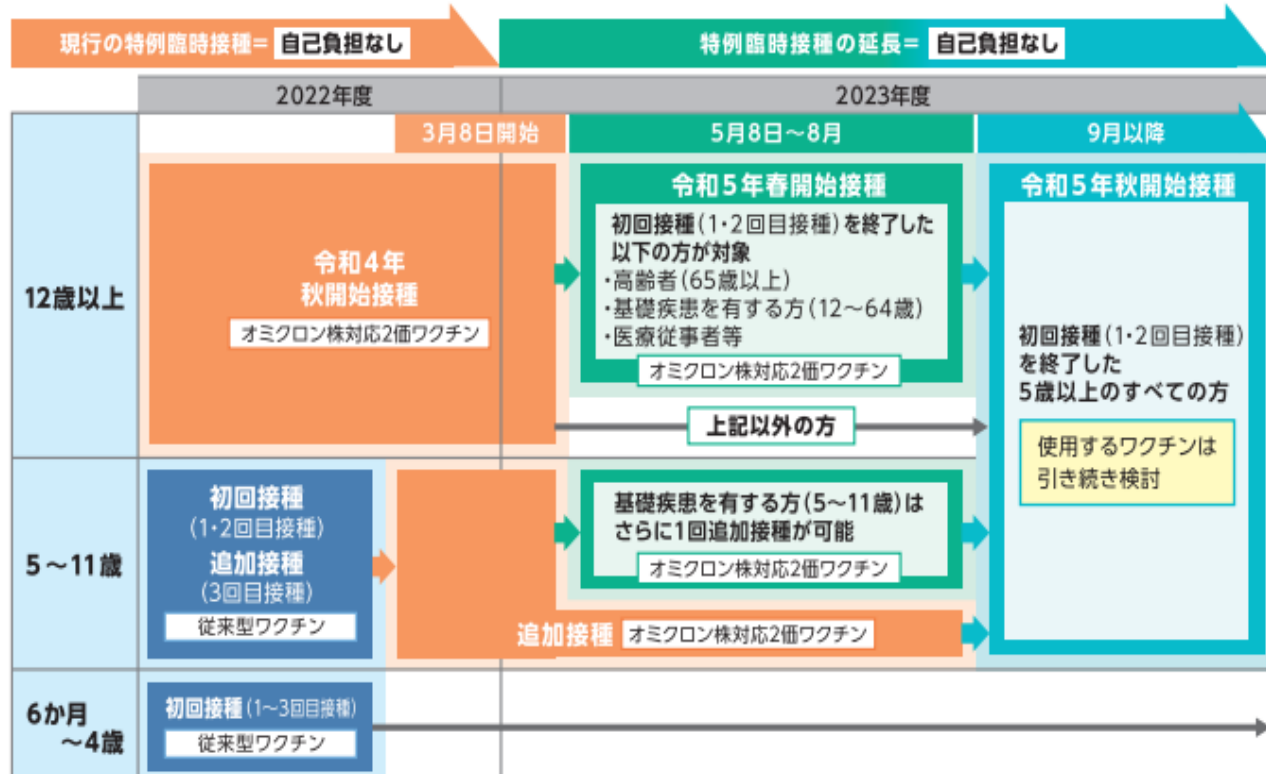 現行の特例臨時接種= 自己負担なし
特例臨時接種の延長= 自己負担なし
2022年度
2023年度
3月8日開始
5月8日～8月
9月以降
12歳以上
令和4年
秋開始接種
オミクロン株対応2価ワクチン
令和5年春開始接種
初回接種(1・2回目接種)を終了した
以下の方が対象
・高齢者(65歳以上)
・基礎疾患を有する方(12～64歳)
・医療従事者等
オミクロン株対応2価ワクチン
上記以外の方
令和5年秋開始接種
初回接種(1・2回目接種)
を終了した
5歳以上のすべての方
使用するワクチンは
引き続き検討
5～11歳
初回接種
(1・2回目接種)
追加接種
(3回目接種)
従来型ワクチン
基礎疾患を有する方(5～11歳)は
さらに1回追加接種が可能
オミクロン株対応2価ワクチン
追加接種 オミクロン株対応2価ワクチン
6か月
～4歳
初回接種(1～3回目接種)
従来型ワクチン